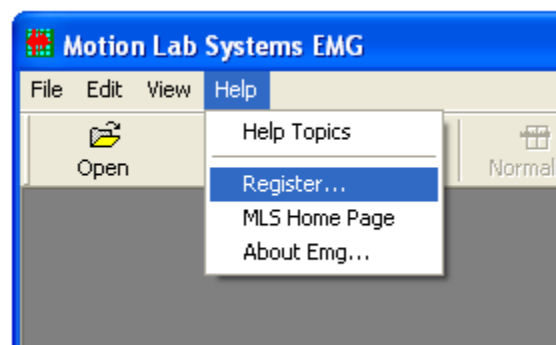 Motion Lab Systems EMG
File Edit View Help
Open
Help Topics
Register...
MLS Home Page
About Emg...
Normal